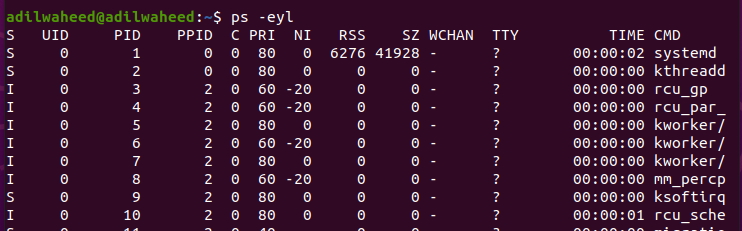 adilwaheed@adilwaheed:~$ ps -eyl
S UID PID PPID C PRI NI RSS SZ WCHAN TTY TIME CMD
S 0 1 0 0 80 0 6276 41928 - ? 00:00:02 systemd
S 0 2 0 0 80 0 0 0 - ? 00:00:00 kthreadd
I 0 3 2 0 60 -20 0 0 - ? 00:00:00 rcu_gp
I 0 4 2 0 60 -20 0 0 - ? 00:00:00 rcu_par_
I 0 5 2 0 80 0 0 0 - ? 00:00:00 kworker/
I 0 6 2 0 60 -20 0 0 - ? 00:00:00 kworker/
I 0 7 2 0 80 0 0 0 - ? 00:00:00 kworker/
I 0 8 2 0 60 -20 0 0 - ? 00:00:00 mm_percp
S 0 9 2 0 80 0 0 0 - ? 00:00:00 ksoftirq
I 0 10 2 0 80 0 0 0 - ? 00:00:01 rcu_sche